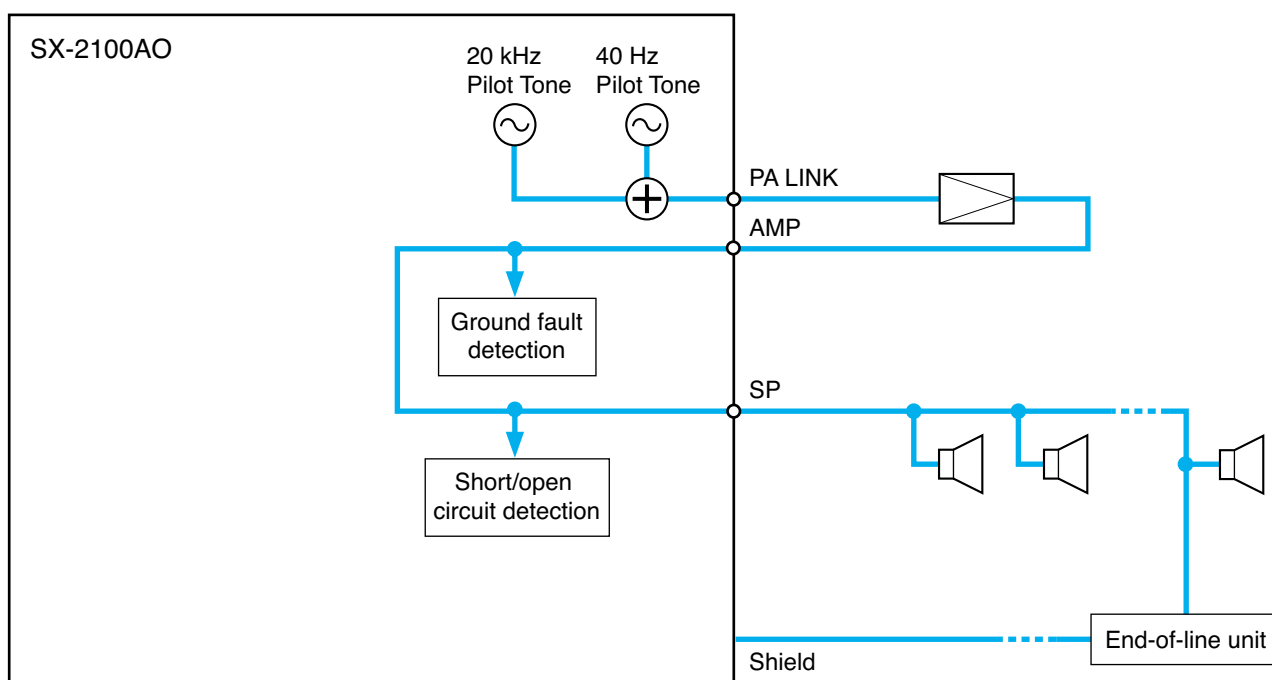 SX-2100AO
20 kHz
Pilot Tone
40 Hz
Pilot Tone
PA LINK
AMP
Ground fault
detection
SP
Short/open
circuit detection
End-of-line unit
Shield